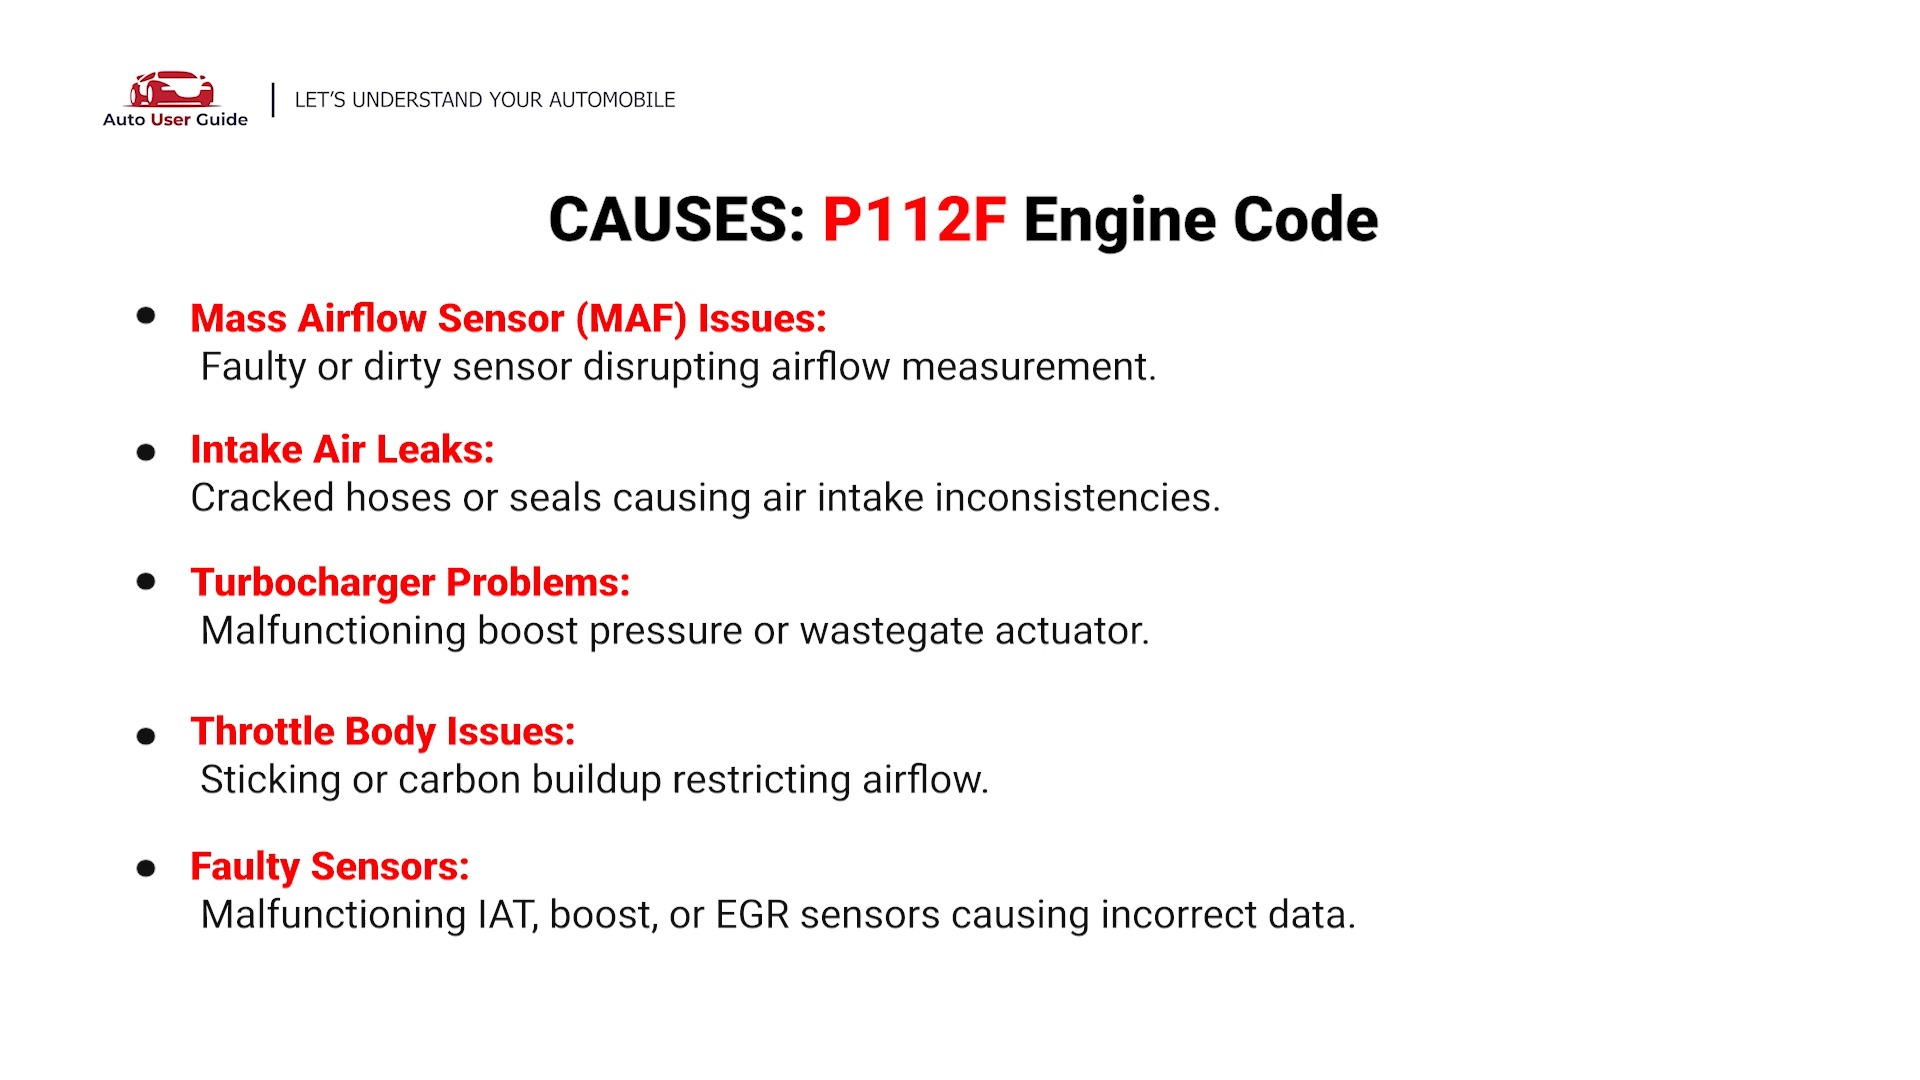 Auto User Guide
LET’S UNDERSTAND YOUR AUTOMOBILE
CAUSES: P112F Engine Code
Mass Airflow Sensor (MAF) Issues:
Faulty or dirty sensor disrupting airflow measurement.
Intake Air Leaks:
Cracked hoses or seals causing air intake inconsistencies.
Turbocharger Problems:
Malfunctioning boost pressure or wastegate actuator.
Throttle Body Issues:
Sticking or carbon buildup restricting airflow.
Faulty Sensors:
Malfunctioning IAT, boost, or EGR sensors causing incorrect data.